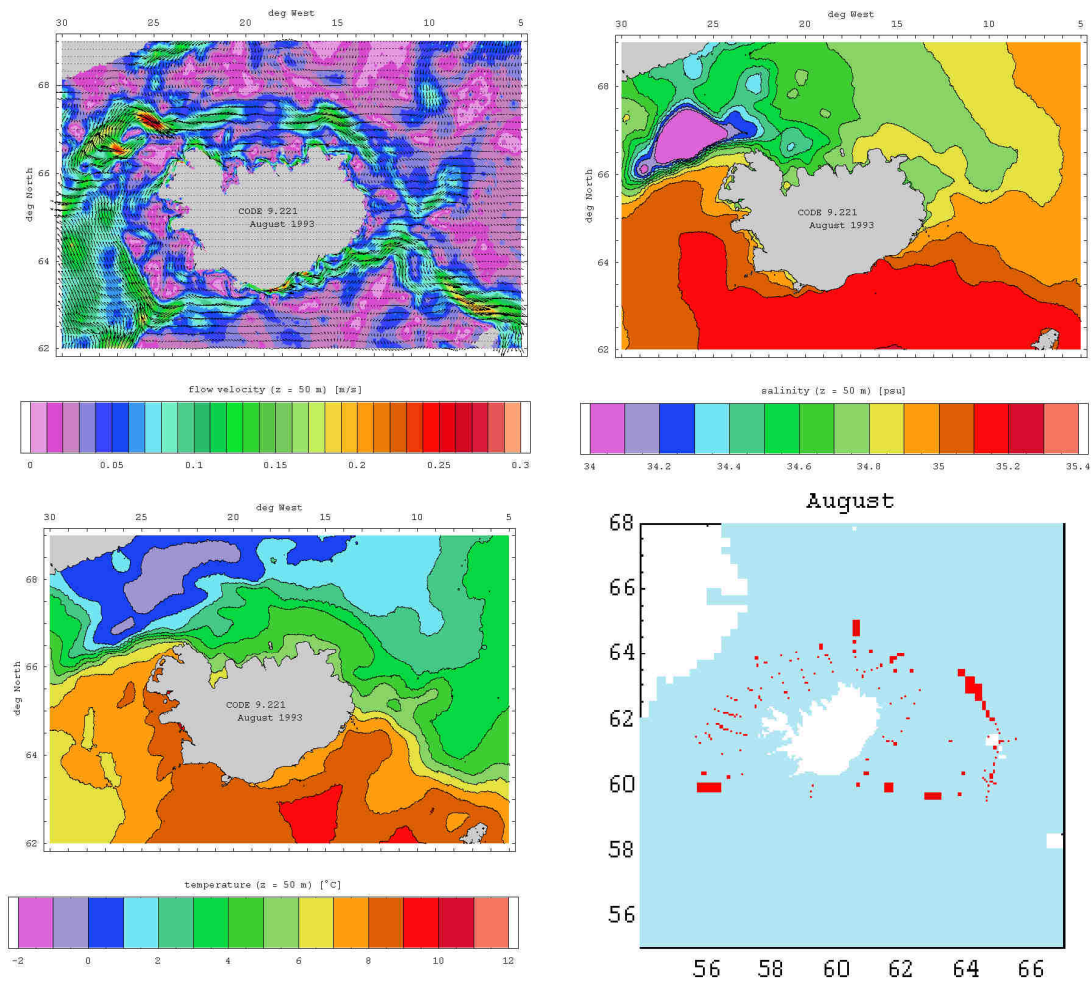 deg West
30 25 20 15 10 5
68
66
deg North
64
62
CODE 9.221
August 1993
flow velocity (z = 50 m) [m/s]
0 0.05 0.1 0.15 0.2 0.25 0.3
deg West
30 25 20 15 10 5
68
66
deg North
64
62
CODE 9.221
August 1993
salinity (z = 50 m) [psu]
34 34.2 34.4 34.6 34.8 35 35.2 35.4
deg West
30 25 20 15 10 5
68
66
deg North
64
62
CODE 9.221
August 1993
temperature (z = 50 m) [°C]
-2 0 2 4 6 8 10 12
August
68
66
64
62
60
58
56
56 58 60 62 64 66